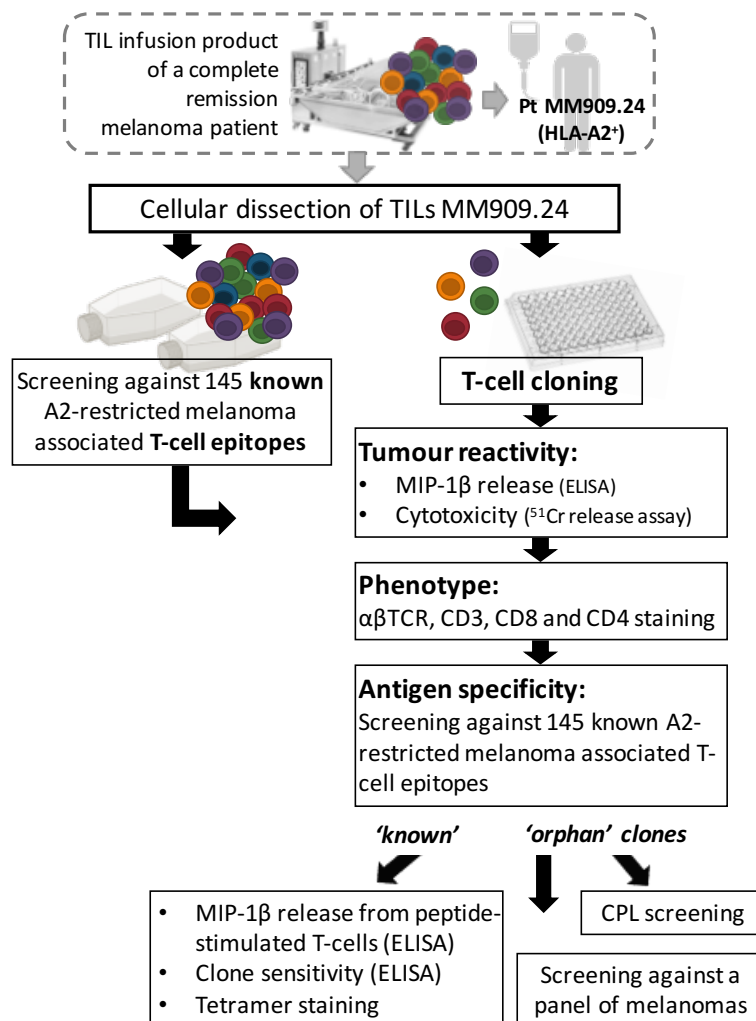 TIL infusion product
of a complete
remission
melanoma patient
Pt MM909.24
(HLA-A2⁺)
Cellular dissection of TILs MM909.24
Screening against 145 known
A2-restricted melanoma
associated T-cell epitopes
T-cell cloning
Tumour reactivity:
• MIP-1β release (ELISA)
• Cytotoxicity (⁵¹Cr release assay)
Phenotype:
αβTCR, CD3, CD8 and CD4 staining
Antigen specificity:
Screening against 145 known A2-
restricted melanoma associated T-
cell epitopes
'known'
'orphan' clones
• MIP-1β release from peptide-
stimulated T-cells (ELISA)
• Clone sensitivity (ELISA)
• Tetramer staining
CPL screening
Screening against a
panel of melanomas